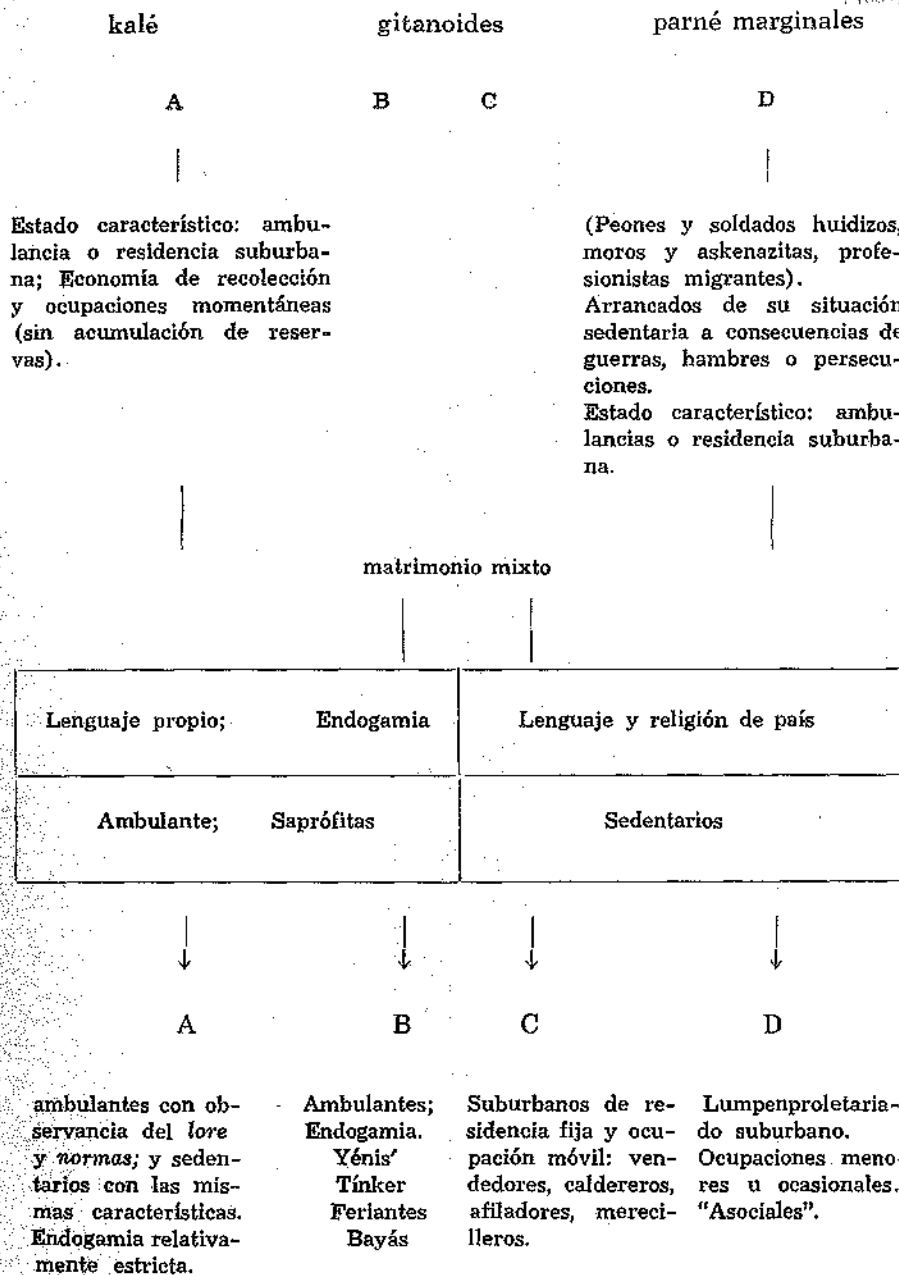 kalé gitanoides parné marginales
A B C D
Estado característico: ambu-
lancia o residencia suburba-
na; Economía de recolección
y ocupaciones momentáneas
(sin acumulación de reser-
vas).
(Peones y soldados huidizos,
moros y askenazitas, profe-
sionistas migrantes).
Arrancados de su situación
sedentaria a consecuencias de
guerras, hambres o persecu-
ciones.
Estado característico: ambu-
lancias o residencia suburba-
na.
matrimonio mixto
Lenguaje propio; Endogamia Lenguaje y religión de país
Ambulante; Saprófitas Sedentarios
A B C D
ambulantes con ob-
servancia del lore
y normas; y seden-
tarios con las mis-
mas características.
Endogamia relativa-
mente estricta.
Ambulantes;
Endogamia.
Yénis'
Tínker
Feriantes
Bayás
Suburbanos de re-
sidencia fija y ocu-
pación móvil: ven-
dedores, caldereros,
afiladores, mereci-
lleros.
Lumpenproletaria-
do suburbano.
Ocupaciones meno-
res u ocasionales.
"Asociales".